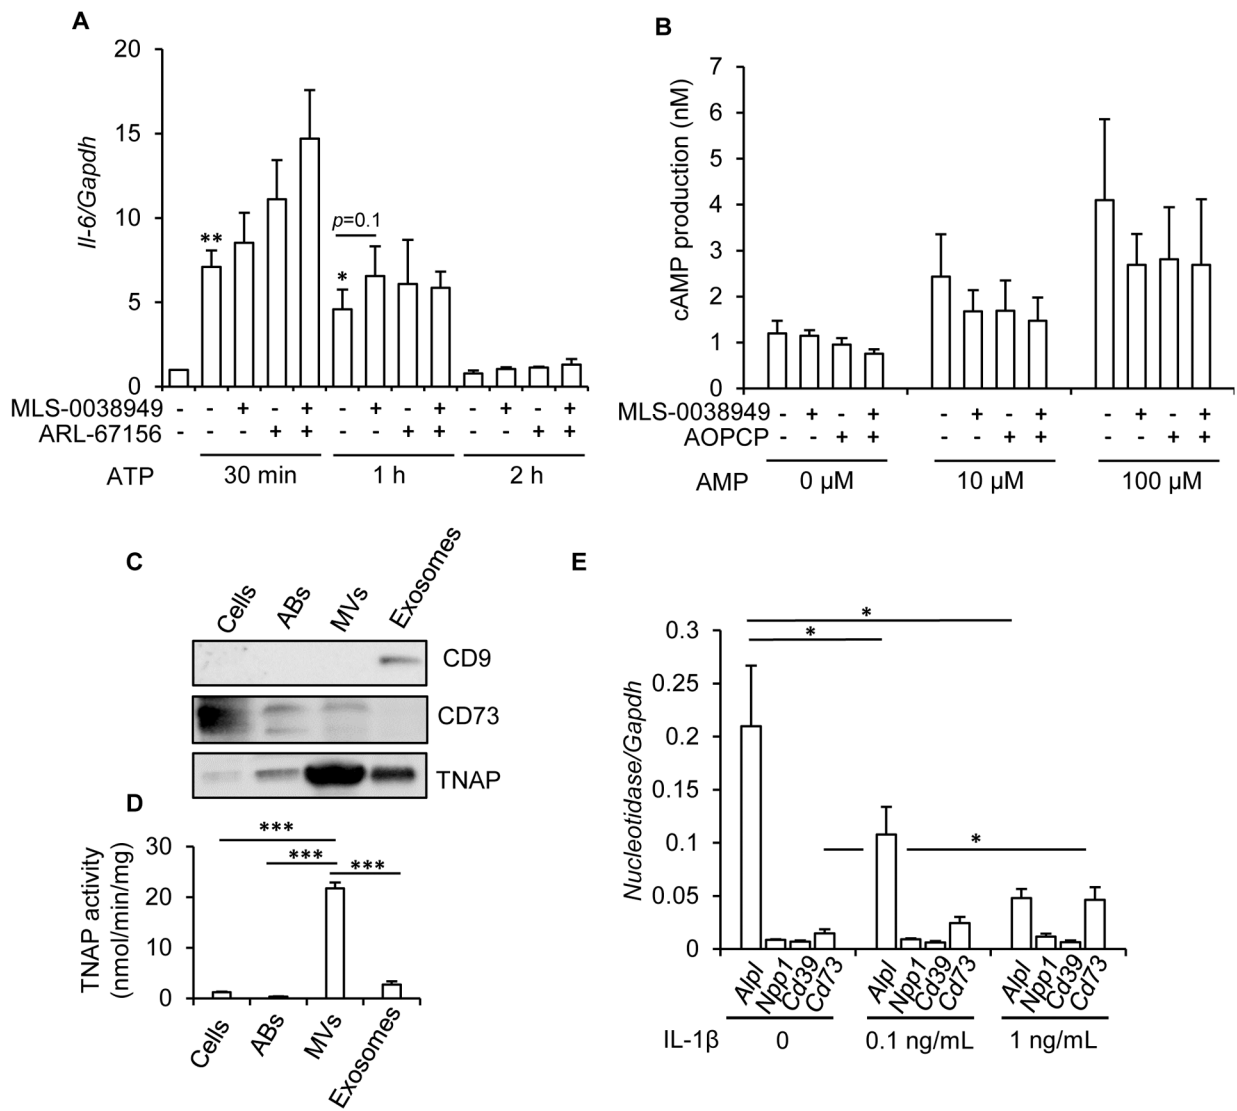 A
20
15
10
5
0
Il-6/Gapdh
**
*
p=0.1
MLS-0038949 - - + - + - + - + - + - +
ARL-67156 - - - + + - - + + - - + +
ATP 30 min 1 h 2 h
B
7
6
5
4
3
2
1
0
cAMP production (nM)
MLS-0038949 - + - + - + - + - + - +
AOPCP - - + + - - + + - - + +
AMP 0 µM 10 µM 100 µM
C
Cells ABs MVs Exosomes
CD9
CD73
TNAP
D
30
20
10
0
TNAP activity
(nmol/min/mg)
***
***
***
Cells ABs MVs Exosomes
E
0.3
0.25
0.2
0.15
0.1
0.05
0
Nucleotidase/Gapdh
*
*
*
Alpl Npp1 Cd39 Cd73 Alpl Npp1 Cd39 Cd73 Alpl Npp1 Cd39 Cd73
IL-1β 0 0.1 ng/mL 1 ng/mL